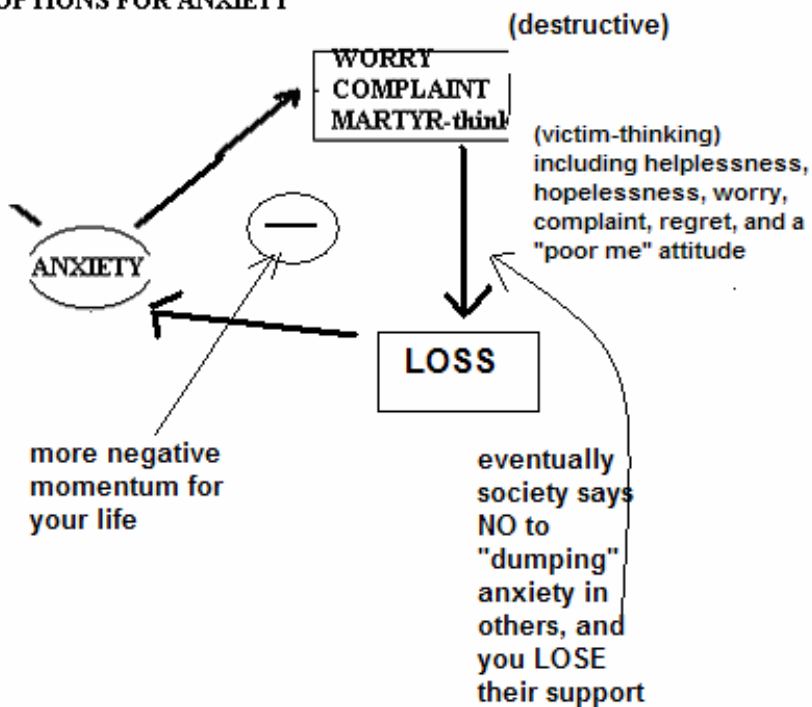 OPTIONS FOR ANXIETY
(destructive)
WORRY
COMPLAINT
MARTYR-think
(victim-thinking)
including helplessness,
hopelessness, worry,
complaint, regret, and a
"poor me" attitude
ANXIETY
LOSS
more negative
momentum for
your life
eventually
society says
NO to
"dumping"
anxiety in
others, and
you LOSE
their support